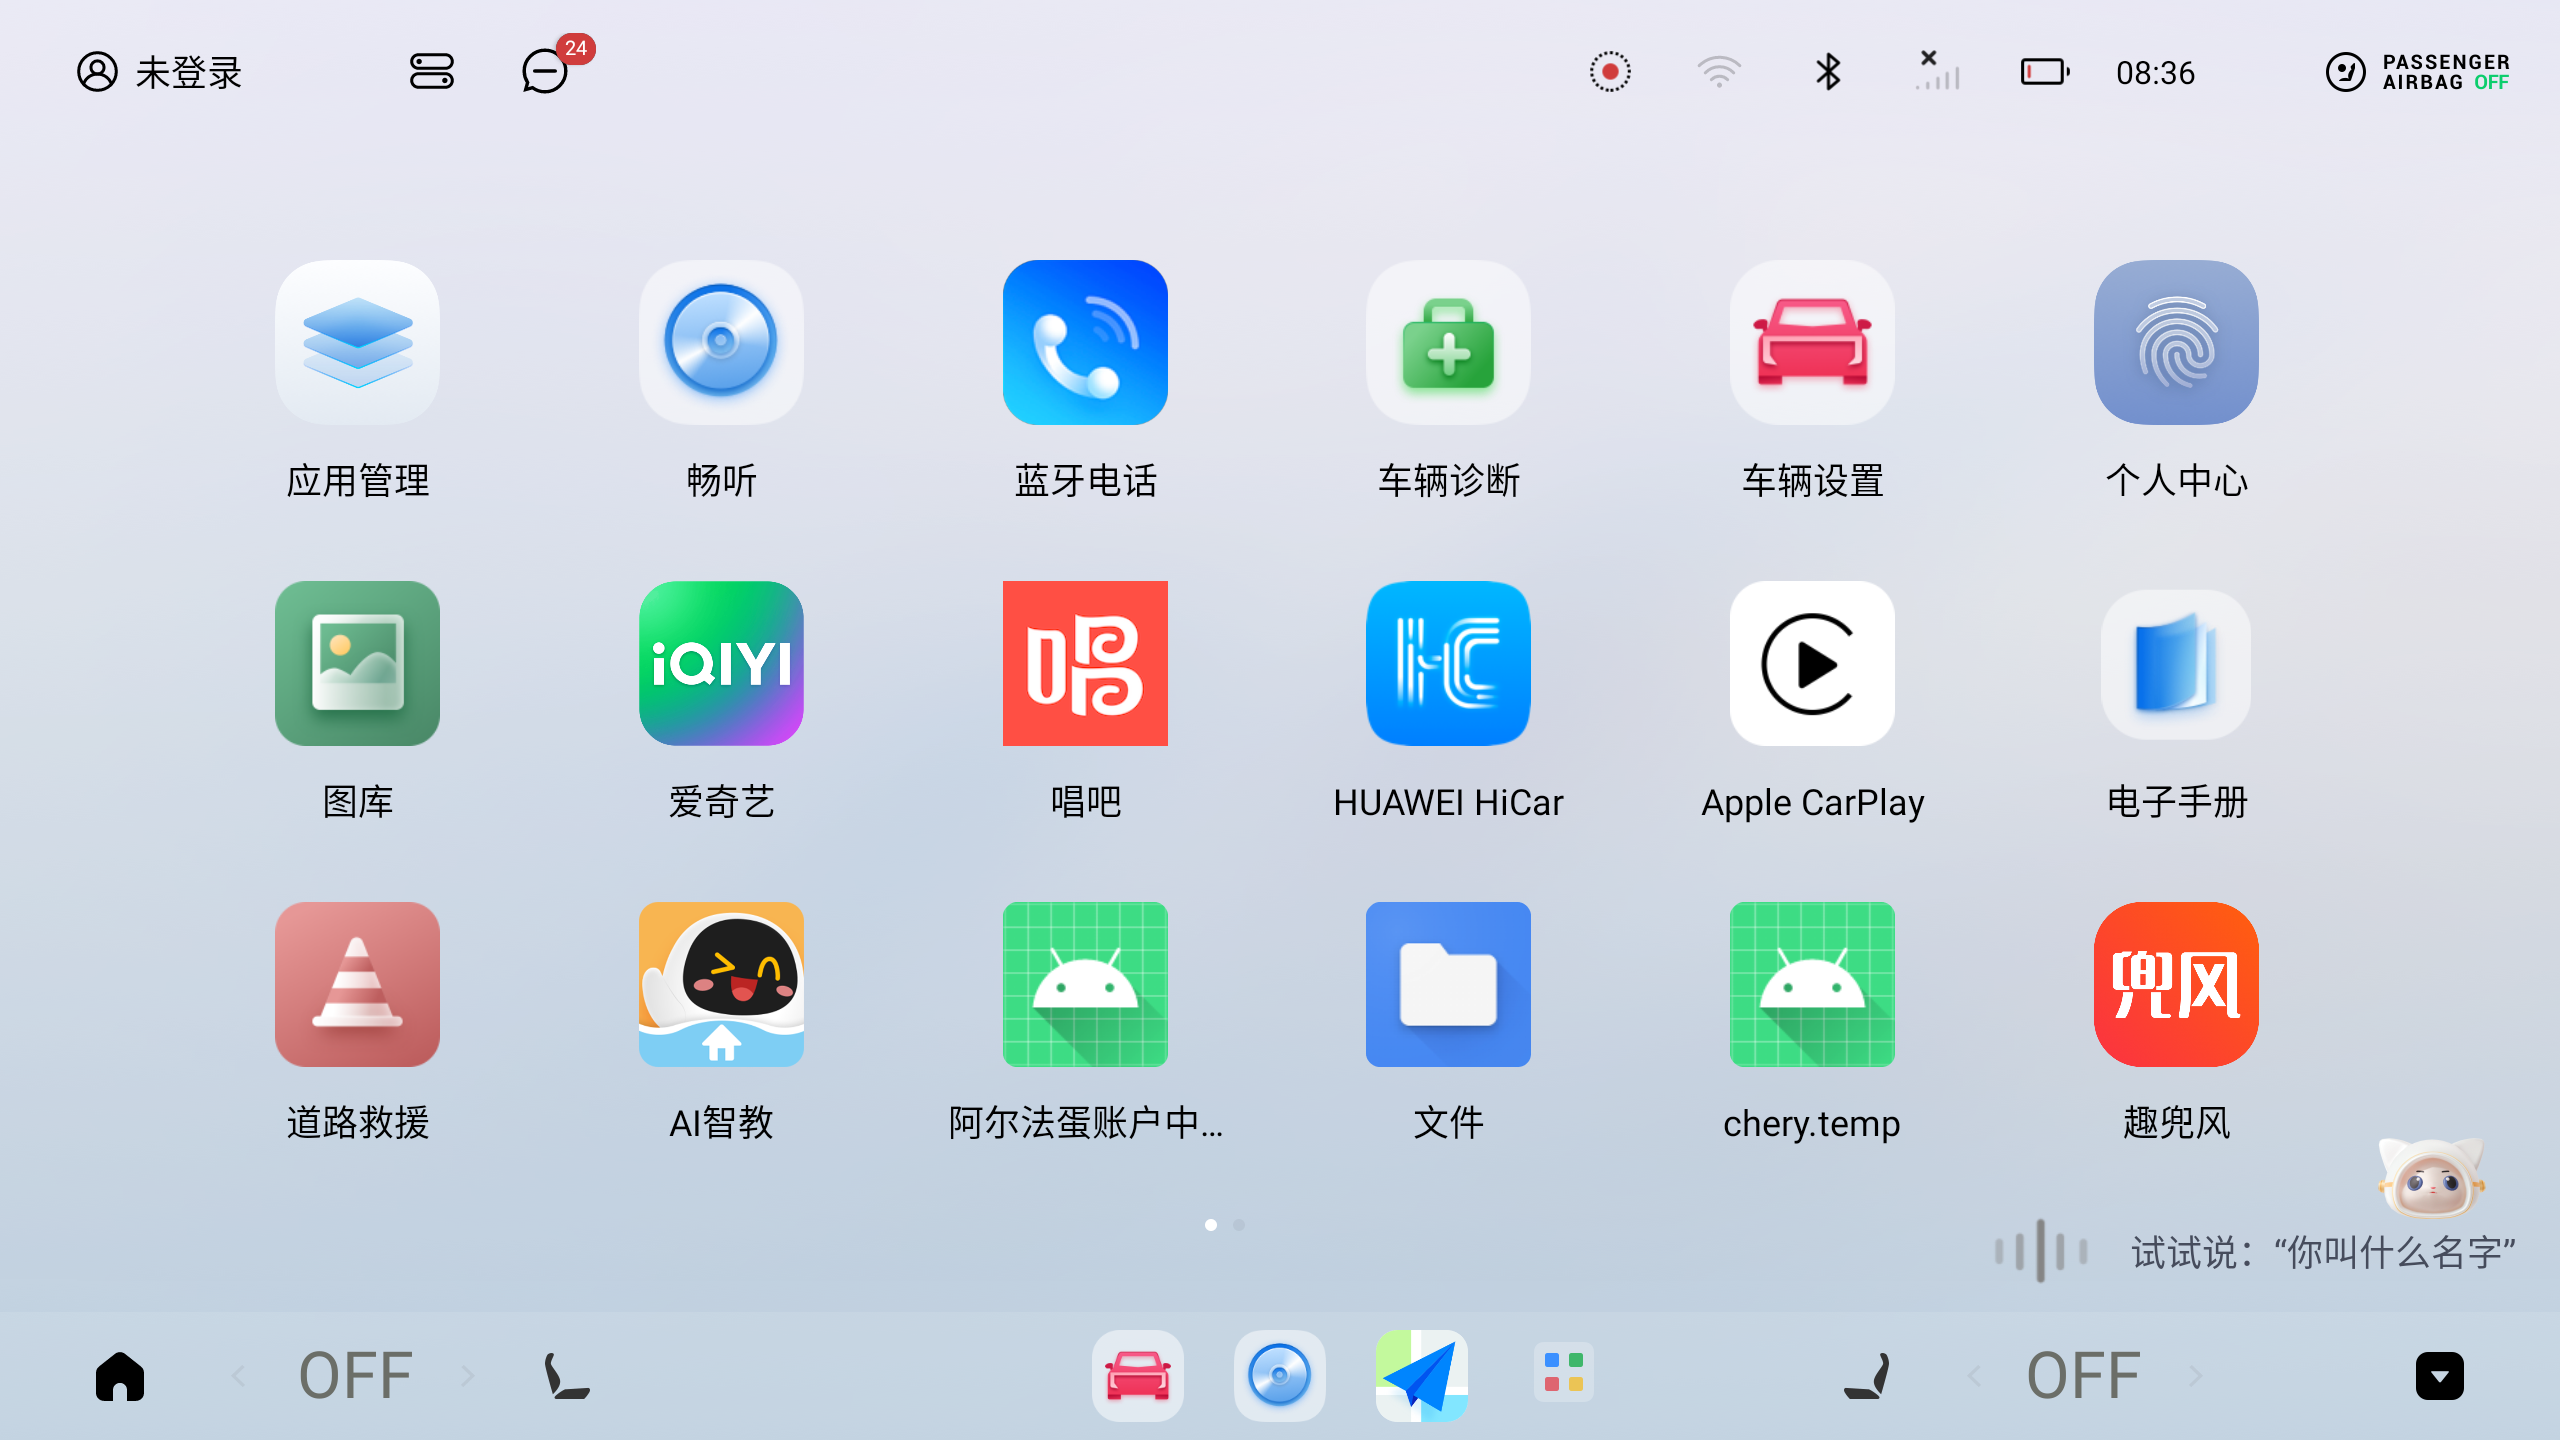 未登录
24
08:36
PASSENGER
AIRBAG OFF
应用管理
畅听
蓝牙电话
车辆诊断
车辆设置
个人中心
iQIYI
唱
HC
图库
爱奇艺
唱吧
HUAWEI HiCar
Apple CarPlay
电子手册
兜风
道路救援
AI智教
阿尔法蛋账户中...
文件
chery.temp
趣兜风
试试说：“你叫什么名字”
OFF
OFF